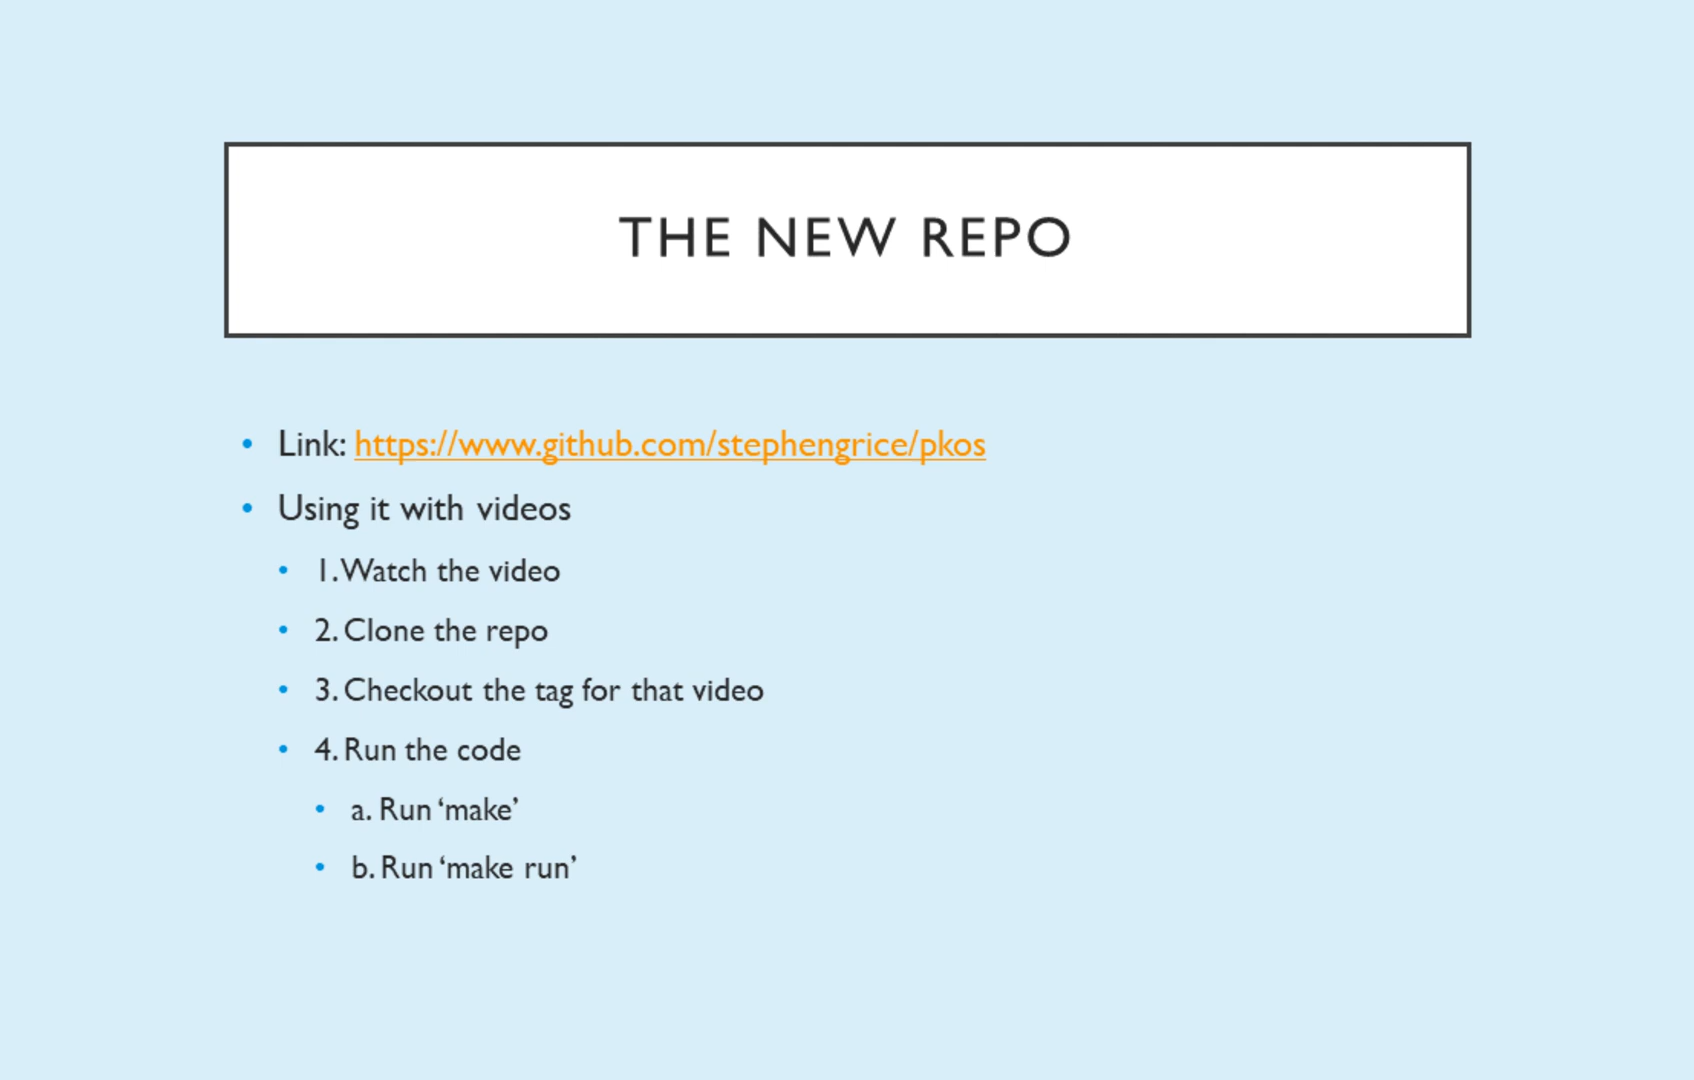 THE NEW REPO
• Link: https://www.github.com/stephengrice/pkos
• Using it with videos
• 1. Watch the video
• 2. Clone the repo
• 3. Checkout the tag for that video
• 4. Run the code
• a. Run ‘make’
• b. Run ‘make run’